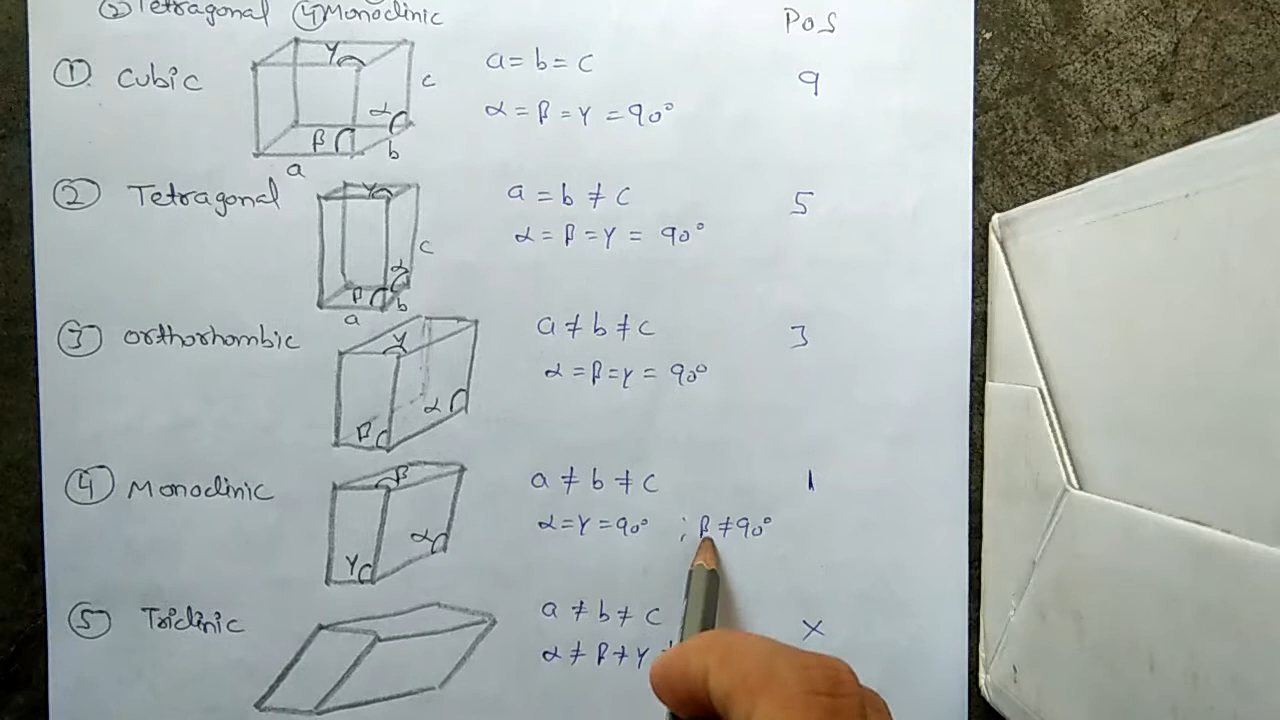 ② Tetragonal ④ Monoclinic
POS
① Cubic
γ
c
α
β
b
a
a = b = c
α = β = γ = 90°
9
② Tetragonal
γ
c
α
β
b
a
a = b ≠ c
α = β = γ = 90°
5
③ Orthorhombic
γ
α
β
a ≠ b ≠ c
α = β = γ = 90°
3
④ Monoclinic
β
α
γ
a ≠ b ≠ c
α = γ = 90° ; β ≠ 90°
1
⑤ Triclinic
a ≠ b ≠ c
α ≠ β ≠ γ
×